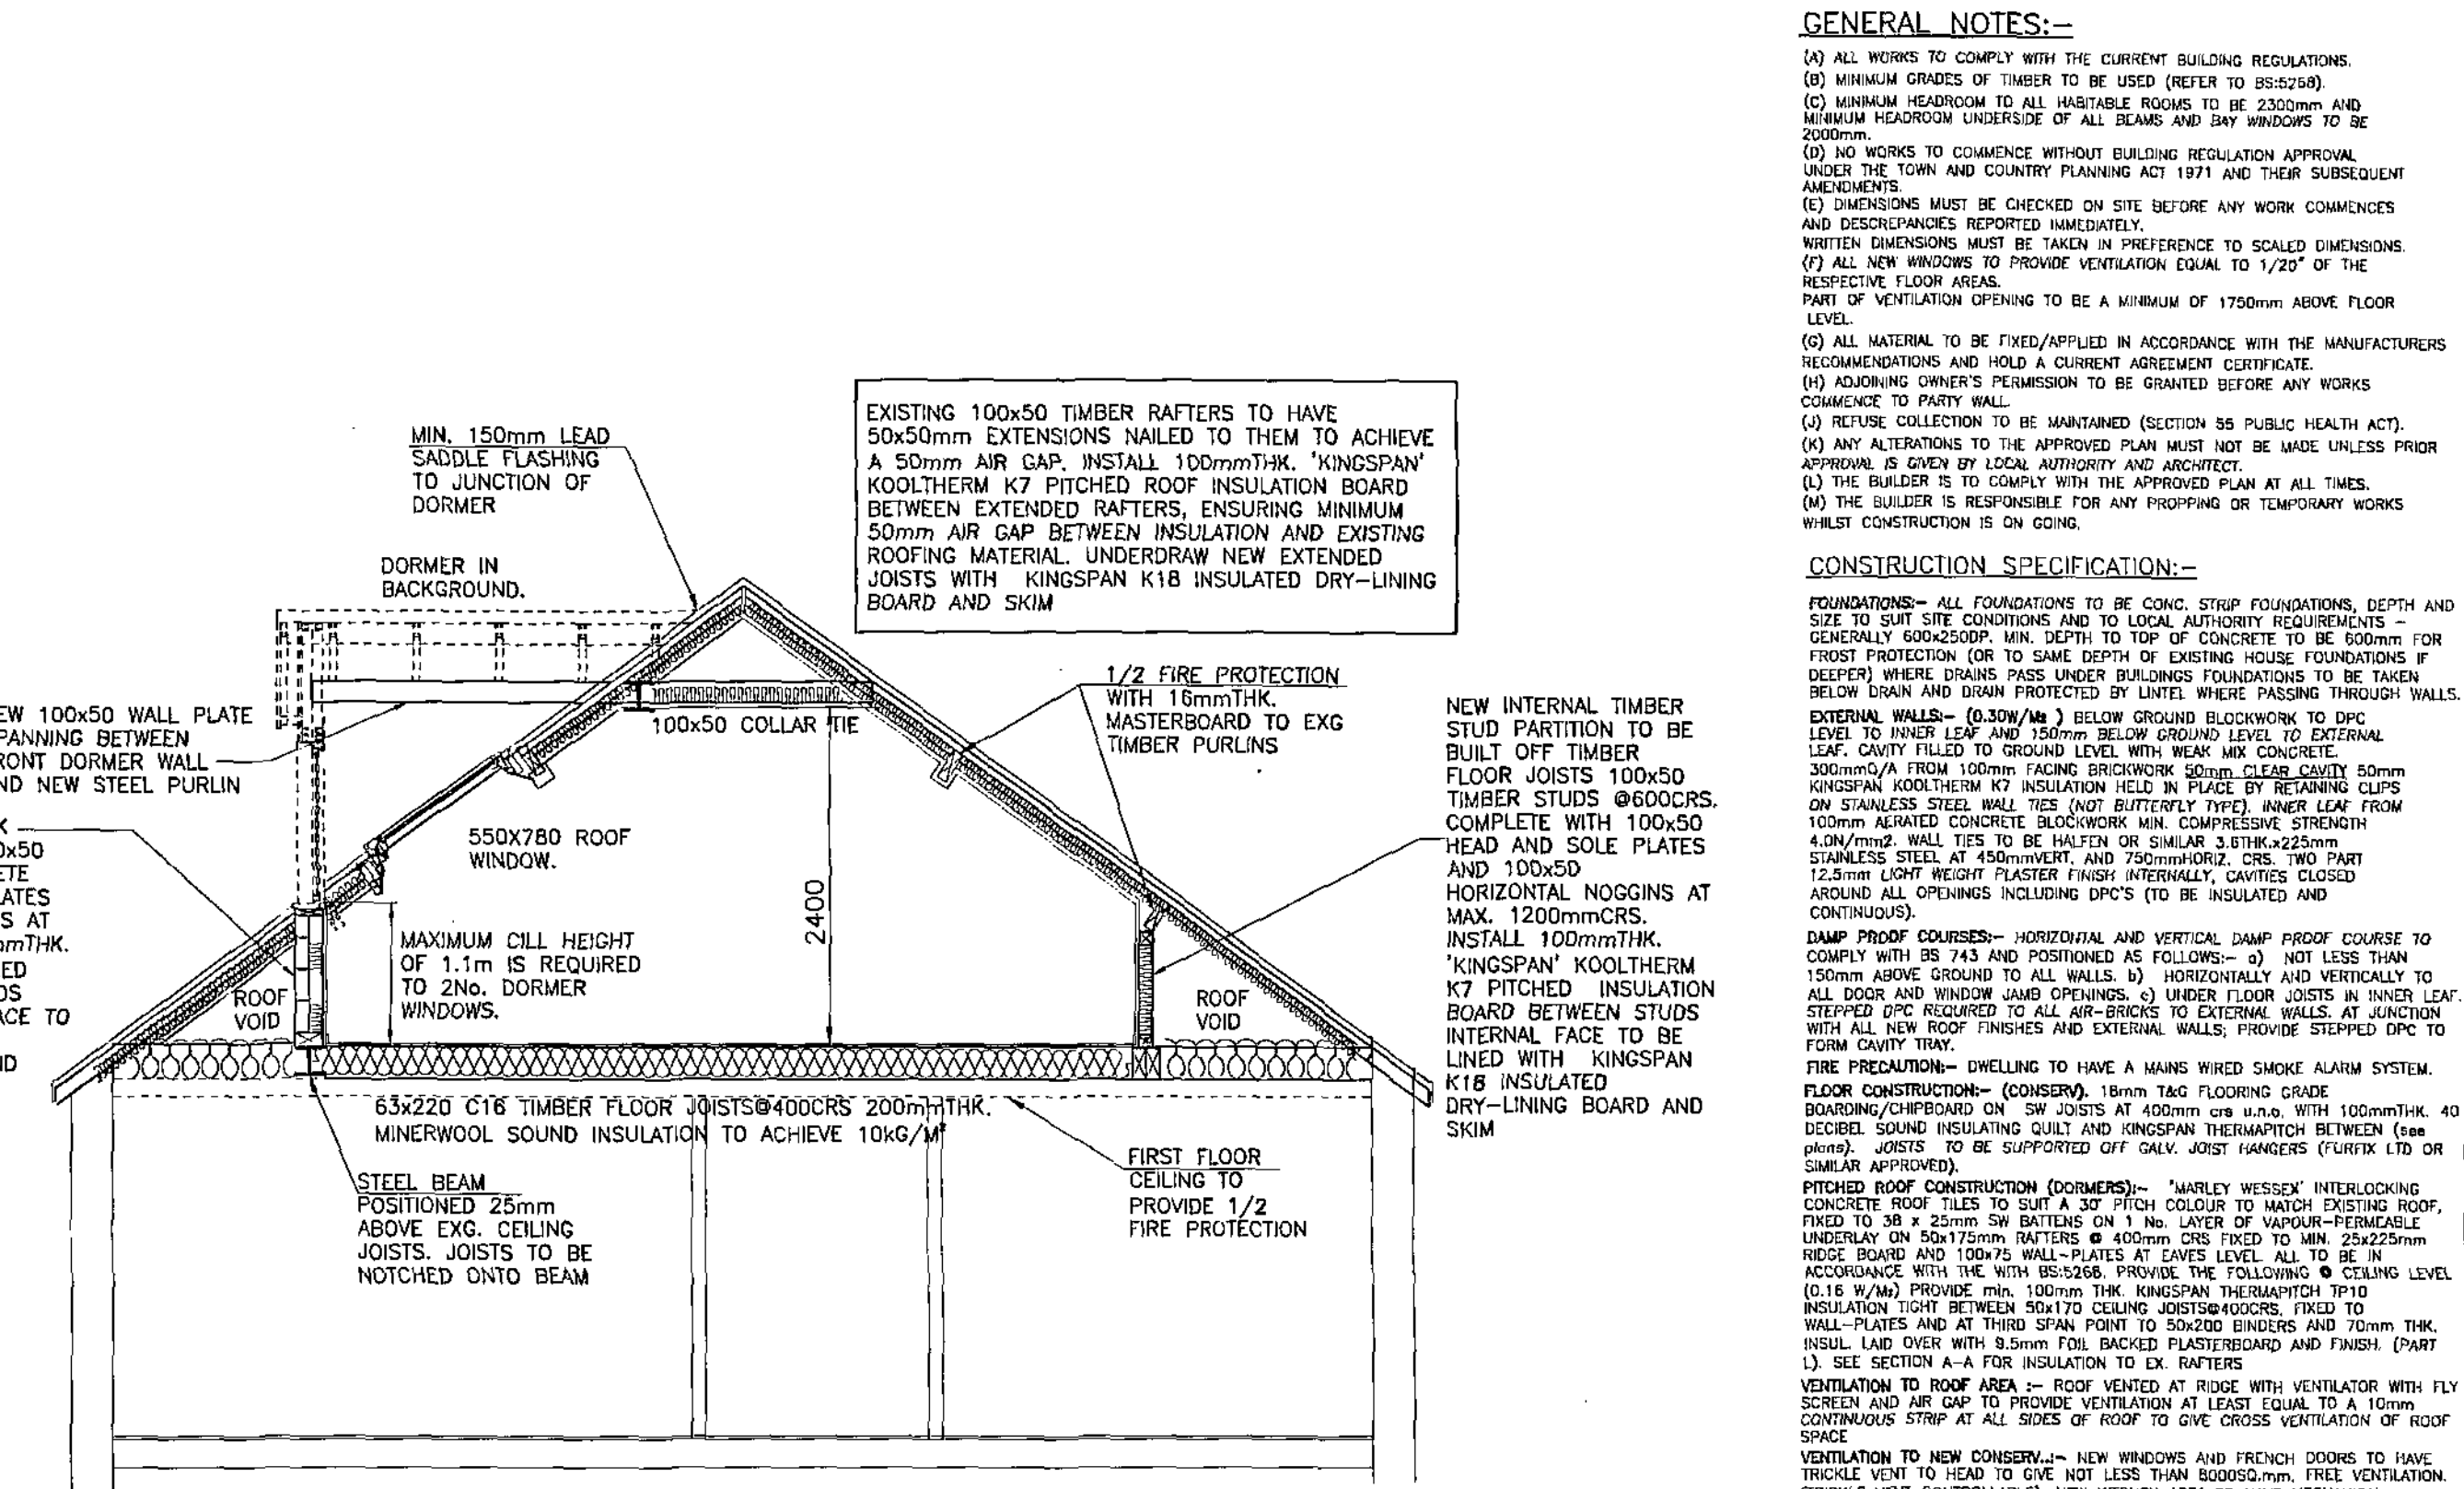 MIN. 150mm LEAD
SADDLE FLASHING
TO JUNCTION OF
DORMER
DORMER IN
BACKGROUND.
EXISTING 100x50 TIMBER RAFTERS TO HAVE
50x50mm EXTENSIONS NAILED TO THEM TO ACHIEVE
A 50mm AIR GAP. INSTALL 100mmTHK. 'KINGSPAN'
KOOLTHERM K7 PITCHED ROOF INSULATION BOARD
BETWEEN EXTENDED RAFTERS, ENSURING MINIMUM
50mm AIR GAP BETWEEN INSULATION AND EXISTING
ROOFING MATERIAL. UNDERDRAW NEW EXTENDED
JOISTS WITH KINGSPAN K18 INSULATED DRY-LINING
BOARD AND SKIM
EW 100x50 WALL PLATE
PANNING BETWEEN
RONT DORMER WALL
ND NEW STEEL PURLIN
K
0x50
ETE
LATES
S AT
mmTHK.
ED
DS
ACE TO
ND
100x50 COLLAR TIE
1/2 FIRE PROTECTION
WITH 16mmTHK.
MASTERBOARD TO EXG
TIMBER PURLINS
550X780 ROOF
WINDOW.
2400
MAXIMUM CILL HEIGHT
OF 1.1m IS REQUIRED
TO 2No. DORMER
WINDOWS.
ROOF
VOID
ROOF
VOID
NEW INTERNAL TIMBER
STUD PARTITION TO BE
BUILT OFF TIMBER
FLOOR JOISTS 100x50
TIMBER STUDS @600CRS.
COMPLETE WITH 100x50
HEAD AND SOLE PLATES
AND 100x50
HORIZONTAL NOGGINS AT
MAX. 1200mmCRS.
INSTALL 100mmTHK.
'KINGSPAN' KOOLTHERM
K7 PITCHED INSULATION
BOARD BETWEEN STUDS
INTERNAL FACE TO BE
LINED WITH KINGSPAN
K18 INSULATED
DRY-LINING BOARD AND
SKIM
63x220 C16 TIMBER FLOOR JOISTS@400CRS 200mmTHK.
MINERWOOL SOUND INSULATION TO ACHIEVE 10kG/M²
STEEL BEAM
POSITIONED 25mm
ABOVE EXG. CEILING
JOISTS. JOISTS TO BE
NOTCHED ONTO BEAM
FIRST FLOOR
CEILING TO
PROVIDE 1/2
FIRE PROTECTION
GENERAL NOTES:-
(A) ALL WORKS TO COMPLY WITH THE CURRENT BUILDING REGULATIONS.
(B) MINIMUM GRADES OF TIMBER TO BE USED (REFER TO BS:5268).
(C) MINIMUM HEADROOM TO ALL HABITABLE ROOMS TO BE 2300mm AND
MINIMUM HEADROOM UNDERSIDE OF ALL BEAMS AND BAY WINDOWS TO BE
2000mm.
(D) NO WORKS TO COMMENCE WITHOUT BUILDING REGULATION APPROVAL
UNDER THE TOWN AND COUNTRY PLANNING ACT 1971 AND THEIR SUBSEQUENT
AMENDMENTS.
(E) DIMENSIONS MUST BE CHECKED ON SITE BEFORE ANY WORK COMMENCES
AND DESCREPANCIES REPORTED IMMEDIATELY.
WRITTEN DIMENSIONS MUST BE TAKEN IN PREFERENCE TO SCALED DIMENSIONS.
(F) ALL NEW WINDOWS TO PROVIDE VENTILATION EQUAL TO 1/20" OF THE
RESPECTIVE FLOOR AREAS.
PART OF VENTILATION OPENING TO BE A MINIMUM OF 1750mm ABOVE FLOOR
LEVEL.
(G) ALL MATERIAL TO BE FIXED/APPLIED IN ACCORDANCE WITH THE MANUFACTURERS
RECOMMENDATIONS AND HOLD A CURRENT AGREEMENT CERTIFICATE.
(H) ADJOINING OWNER'S PERMISSION TO BE GRANTED BEFORE ANY WORKS
COMMENCE TO PARTY WALL
(J) REFUSE COLLECTION TO BE MAINTAINED (SECTION 55 PUBLIC HEALTH ACT).
(K) ANY ALTERATIONS TO THE APPROVED PLAN MUST NOT BE MADE UNLESS PRIOR
APPROVAL IS GIVEN BY LOCAL AUTHORITY AND ARCHITECT.
(L) THE BUILDER IS TO COMPLY WITH THE APPROVED PLAN AT ALL TIMES.
(M) THE BUILDER IS RESPONSIBLE FOR ANY PROPPING OR TEMPORARY WORKS
WHILST CONSTRUCTION IS ON GOING.
CONSTRUCTION SPECIFICATION:-
FOUNDATIONS:- ALL FOUNDATIONS TO BE CONC. STRIP FOUNDATIONS, DEPTH AND
SIZE TO SUIT SITE CONDITIONS AND TO LOCAL AUTHORITY REQUIREMENTS -
GENERALLY 600x250DP. MIN. DEPTH TO TOP OF CONCRETE TO BE 600mm FOR
FROST PROTECTION (OR TO SAME DEPTH OF EXISTING HOUSE FOUNDATIONS IF
DEEPER) WHERE DRAINS PASS UNDER BUILDINGS FOUNDATIONS TO BE TAKEN
BELOW DRAIN AND DRAIN PROTECTED BY LINTEL WHERE PASSING THROUGH WALLS.
EXTERNAL WALLS:- (0.30W/M²) BELOW GROUND BLOCKWORK TO DPC
LEVEL TO INNER LEAF AND 150mm BELOW GROUND LEVEL TO EXTERNAL
LEAF. CAVITY FILLED TO GROUND LEVEL WITH WEAK MIX CONCRETE.
300mmO/A FROM 100mm FACING BRICKWORK 50mm CLEAR CAVITY 50mm
KINGSPAN KOOLTHERM K7 INSULATION HELD IN PLACE BY RETAINING CLIPS
ON STAINLESS STEEL WALL TIES (NOT BUTTERFLY TYPE). INNER LEAF FROM
100mm AERATED CONCRETE BLOCKWORK MIN. COMPRESSIVE STRENGTH
4.0N/mm2. WALL TIES TO BE HALFEN OR SIMILAR 3.6THK.x225mm
STAINLESS STEEL AT 450mmVERT. AND 750mmHORIZ. CRS. TWO PART
12.5mm LIGHT WEIGHT PLASTER FINISH INTERNALLY, CAVITIES CLOSED
AROUND ALL OPENINGS INCLUDING DPC'S (TO BE INSULATED AND
CONTINUOUS).
DAMP PROOF COURSES:- HORIZONTAL AND VERTICAL DAMP PROOF COURSE TO
COMPLY WITH BS 743 AND POSITIONED AS FOLLOWS:- a) NOT LESS THAN
150mm ABOVE GROUND TO ALL WALLS. b) HORIZONTALLY AND VERTICALLY TO
ALL DOOR AND WINDOW JAMB OPENINGS. c) UNDER FLOOR JOISTS IN INNER LEAF.
STEPPED DPC REQUIRED TO ALL AIR-BRICKS TO EXTERNAL WALLS. AT JUNCTION
WITH ALL NEW ROOF FINISHES AND EXTERNAL WALLS; PROVIDE STEPPED DPC TO
FORM CAVITY TRAY.
FIRE PRECAUTION:- DWELLING TO HAVE A MAINS WIRED SMOKE ALARM SYSTEM.
FLOOR CONSTRUCTION:- (CONSERV). 18mm T&G FLOORING GRADE
BOARDING/CHIPBOARD ON SW JOISTS AT 400mm crs u.n.o. WITH 100mmTHK. 40
DECIBEL SOUND INSULATING QUILT AND KINGSPAN THERMAPITCH BETWEEN (see
plans). JOISTS TO BE SUPPORTED OFF GALV. JOIST HANGERS (FURFIX LTD OR
SIMILAR APPROVED).
PITCHED ROOF CONSTRUCTION (DORMERS):- 'MARLEY WESSEX' INTERLOCKING
CONCRETE ROOF TILES TO SUIT A 30° PITCH COLOUR TO MATCH EXISTING ROOF,
FIXED TO 38 x 25mm SW BATTENS ON 1 No. LAYER OF VAPOUR-PERMEABLE
UNDERLAY ON 50x175mm RAFTERS @ 400mm CRS FIXED TO MIN. 25x225mm
RIDGE BOARD AND 100x75 WALL-PLATES AT EAVES LEVEL ALL TO BE IN
ACCORDANCE WITH THE WITH BS:5268. PROVIDE THE FOLLOWING @ CEILING LEVEL
(0.16 W/M²) PROVIDE min. 100mm THK. KINGSPAN THERMAPITCH TP10
INSULATION TIGHT BETWEEN 50x170 CEILING JOISTS@400CRS. FIXED TO
WALL-PLATES AND AT THIRD SPAN POINT TO 50x200 BINDERS AND 70mm THK.
INSUL. LAID OVER WITH 9.5mm FOIL BACKED PLASTERBOARD AND FINISH. (PART
L). SEE SECTION A-A FOR INSULATION TO EX. RAFTERS
VENTILATION TO ROOF AREA :- ROOF VENTED AT RIDGE WITH VENTILATOR WITH FLY
SCREEN AND AIR GAP TO PROVIDE VENTILATION AT LEAST EQUAL TO A 10mm
CONTINUOUS STRIP AT ALL SIDES OF ROOF TO GIVE CROSS VENTILATION OF ROOF
SPACE
VENTILATION TO NEW CONSERV..:- NEW WINDOWS AND FRENCH DOORS TO HAVE
TRICKLE VENT TO HEAD TO GIVE NOT LESS THAN 8000SQ.mm. FREE VENTILATION.